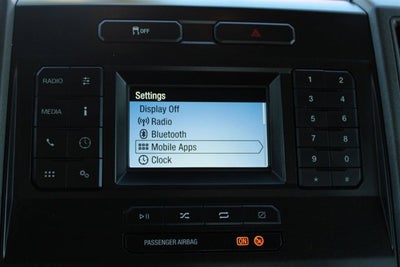 OFF
RADIO
MEDIA
i
Settings
Display Off
Radio
Bluetooth
Mobile Apps
Clock
1 2
3 4
5 6
7 8
9 0
* #
PASSENGER AIRBAG ON